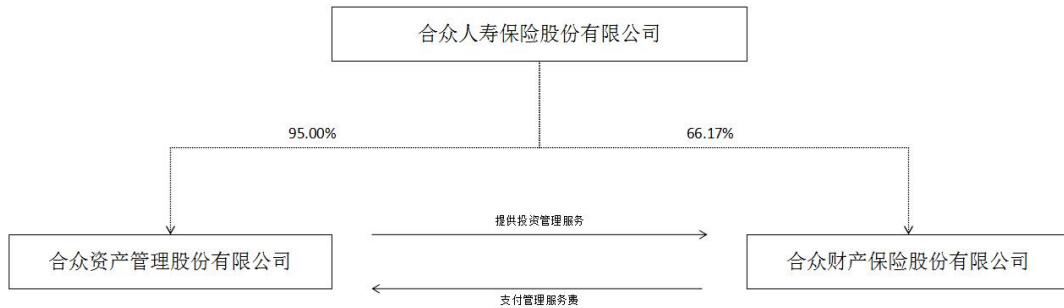 合众人寿保险股份有限公司
95.00%
66.17%
提供投资管理服务
合众资产管理股份有限公司
合众财产保险股份有限公司
支付管理服务费